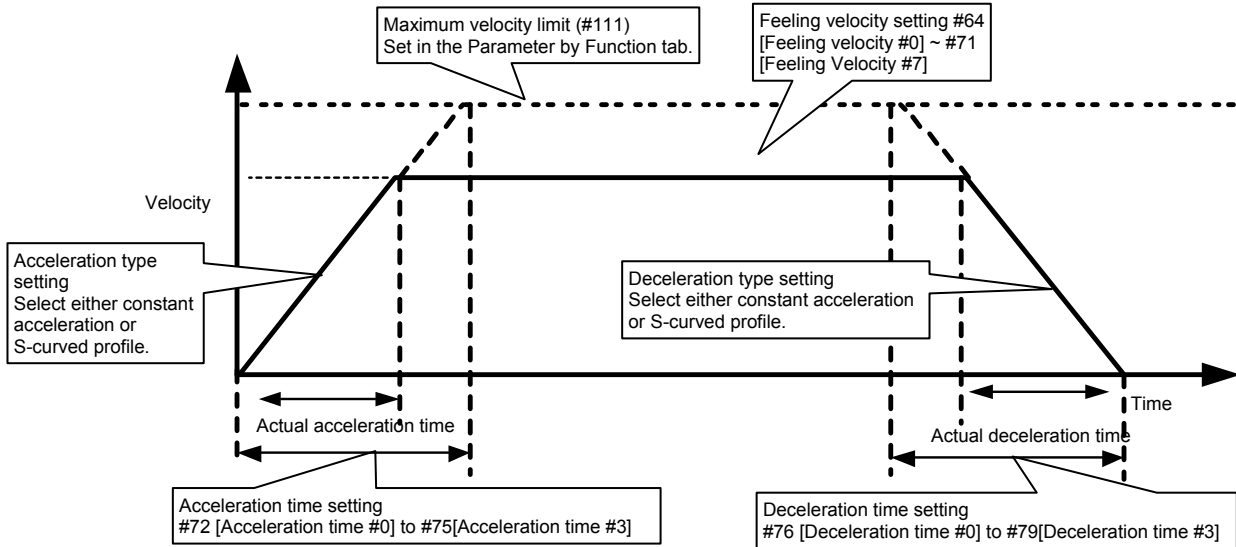 Maximum velocity limit (#111)
Set in the Parameter by Function tab.
Feeling velocity setting #64
[Feeling velocity #0] ~ #71
[Feeling Velocity #7]
Velocity
Acceleration type
setting
Select either constant
acceleration or
S-curved profile.
Deceleration type setting
Select either constant acceleration
or S-curved profile.
Time
Actual acceleration time
Actual deceleration time
Acceleration time setting
#72 [Acceleration time #0] to #75[Acceleration time #3]
Deceleration time setting
#76 [Deceleration time #0] to #79[Deceleration time #3]